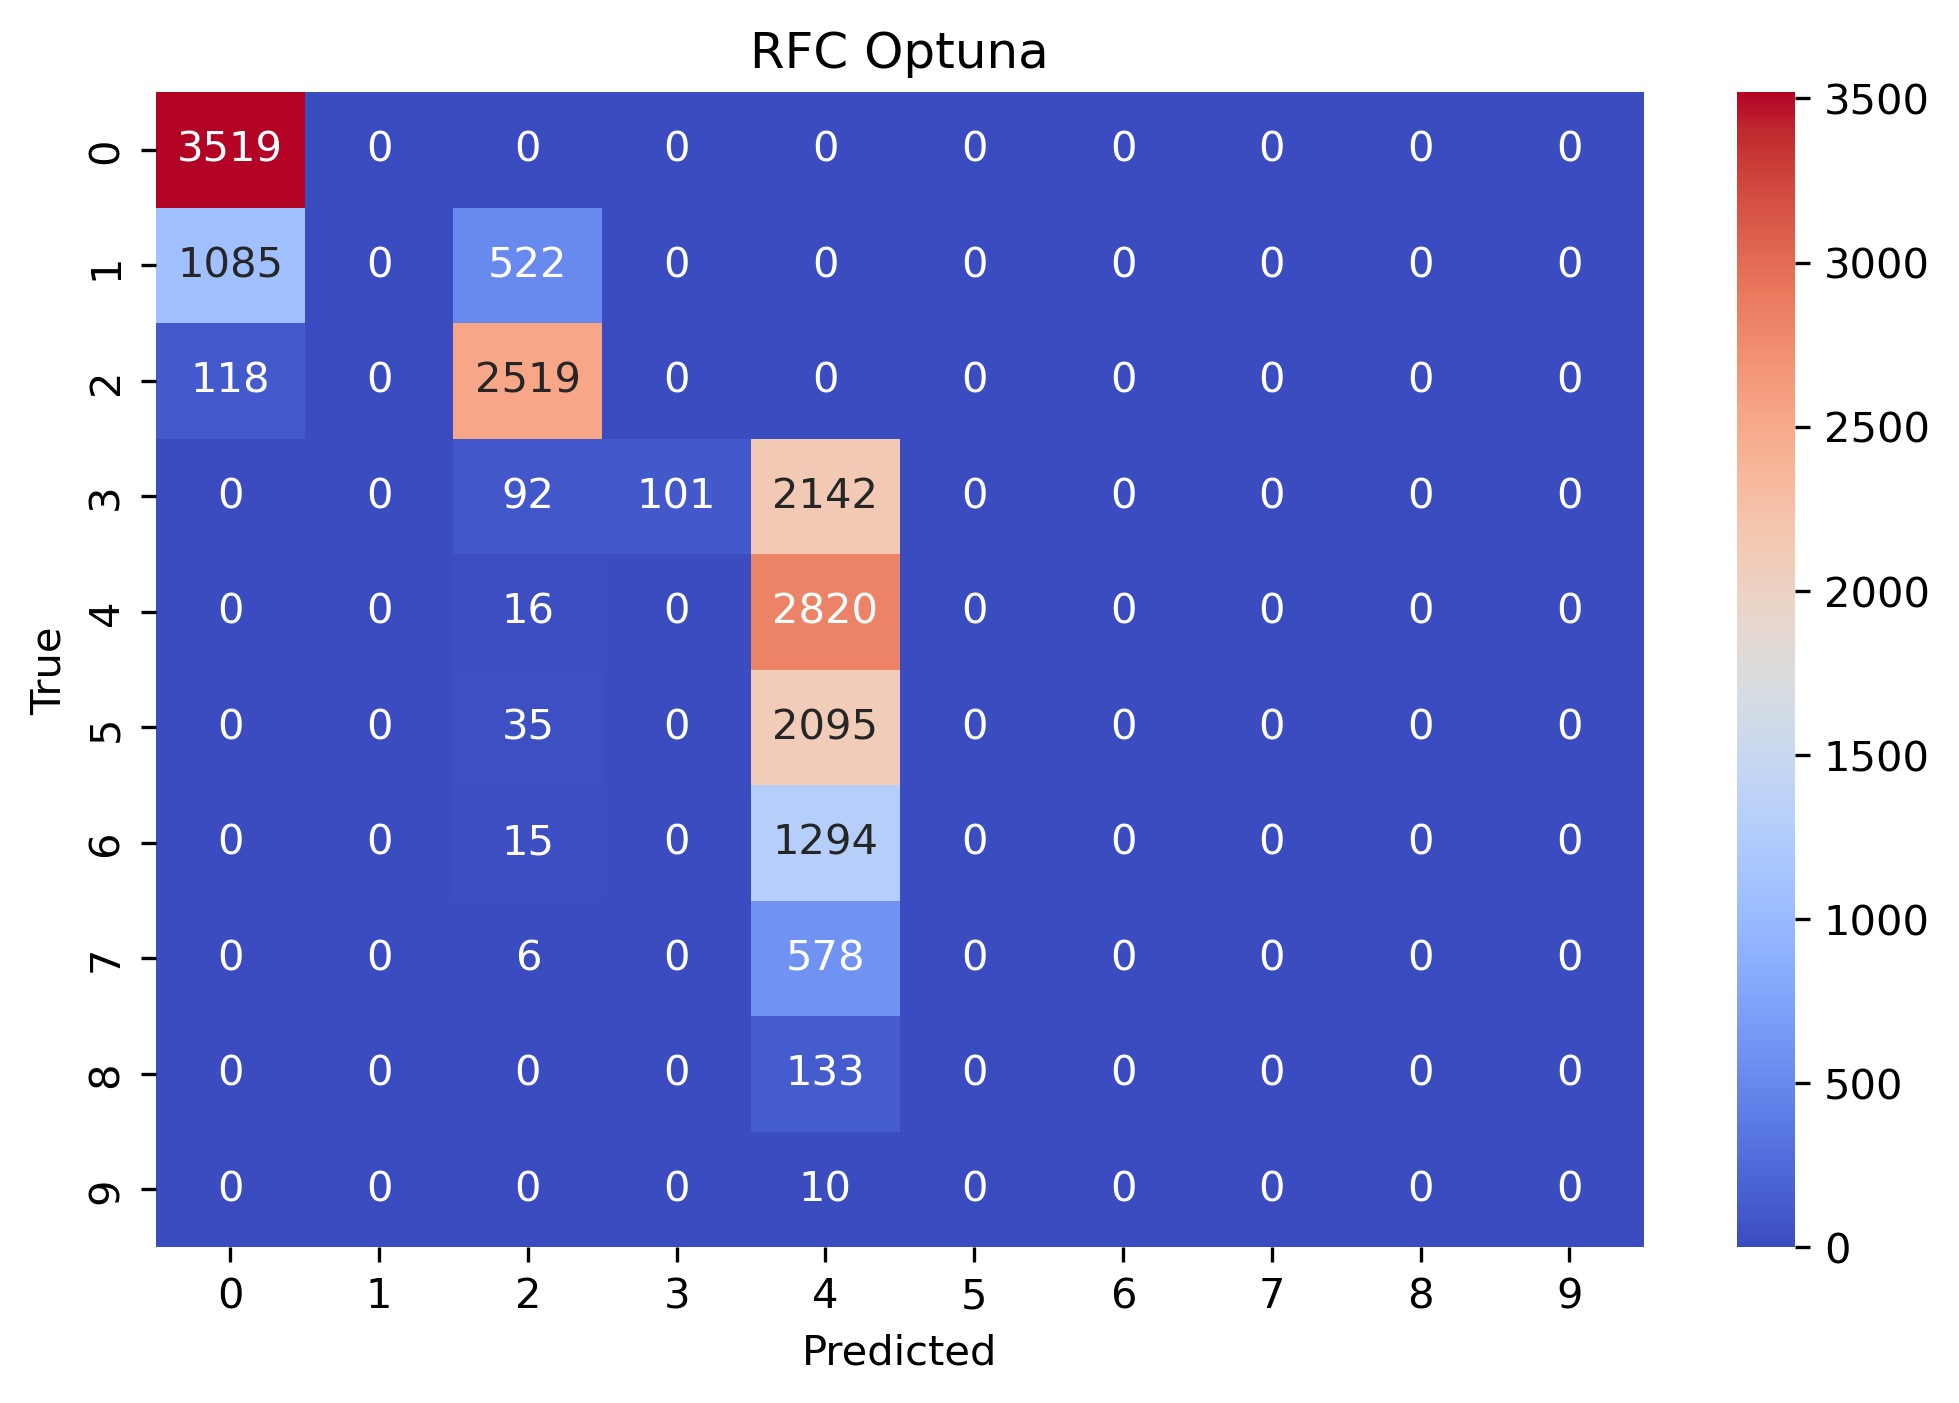 RFC Optuna
0 3519 0 0 0 0 0 0 0 0 0
1 1085 0 522 0 0 0 0 0 0 0
2 118 0 2519 0 0 0 0 0 0 0
3 0 0 92 101 2142 0 0 0 0 0
4 0 0 16 0 2820 0 0 0 0 0
5 0 0 35 0 2095 0 0 0 0 0
6 0 0 15 0 1294 0 0 0 0 0
7 0 0 6 0 578 0 0 0 0 0
8 0 0 0 0 133 0 0 0 0 0
9 0 0 0 0 10 0 0 0 0 0
0 1 2 3 4 5 6 7 8 9
Predicted
True
3500
3000
2500
2000
1500
1000
500
0